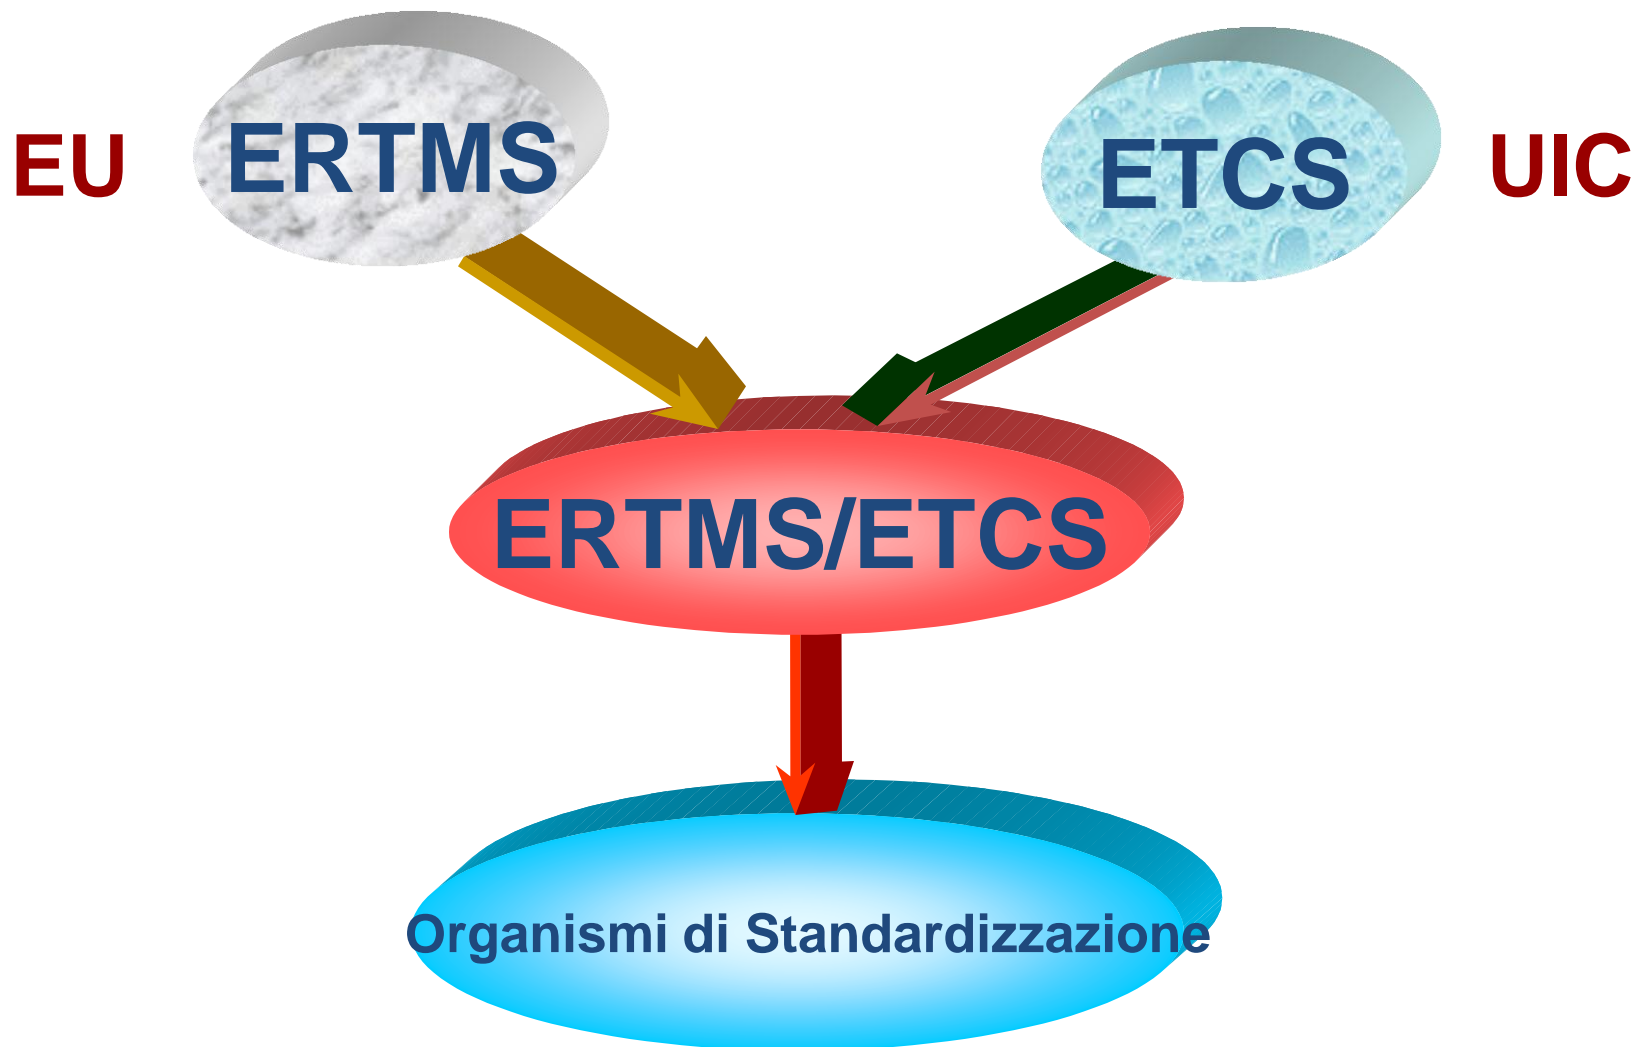 EU
ERTMS
ETCS
UIC
ERTMS/ETCS
Organismi di Standardizzazione